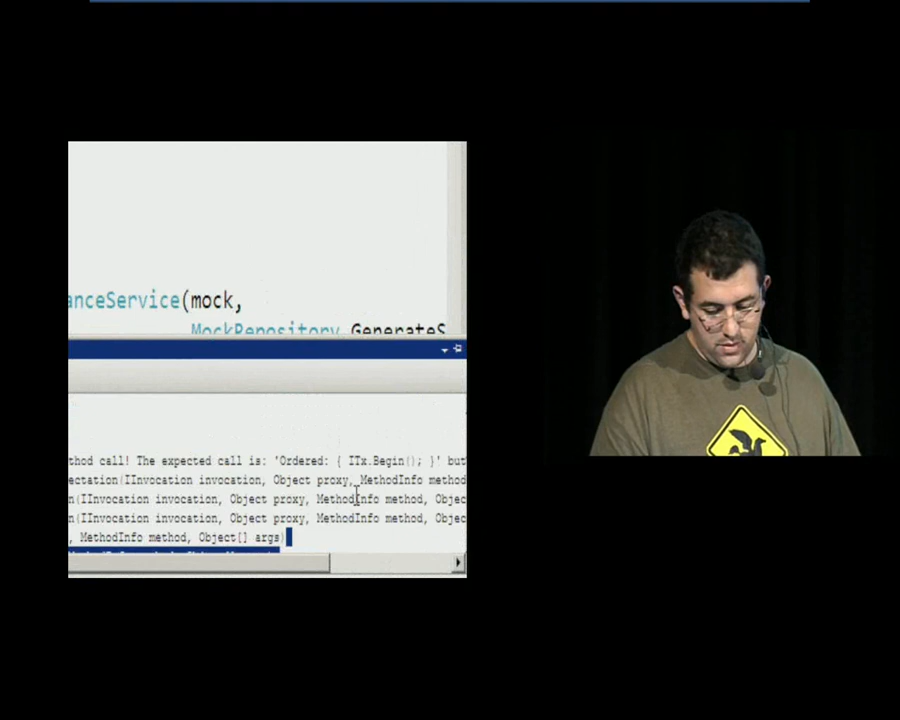 anceService(mock,
MockRepository.GenerateS
thod call! The expected call is: 'Ordered: { ITx.Begin(); }' but
ectation(IInvocation invocation, Object proxy, MethodInfo method
n(IInvocation invocation, Object proxy, MethodInfo method, Objec
n(IInvocation invocation, Object proxy, MethodInfo method, Objec
, MethodInfo method, Object[] args)